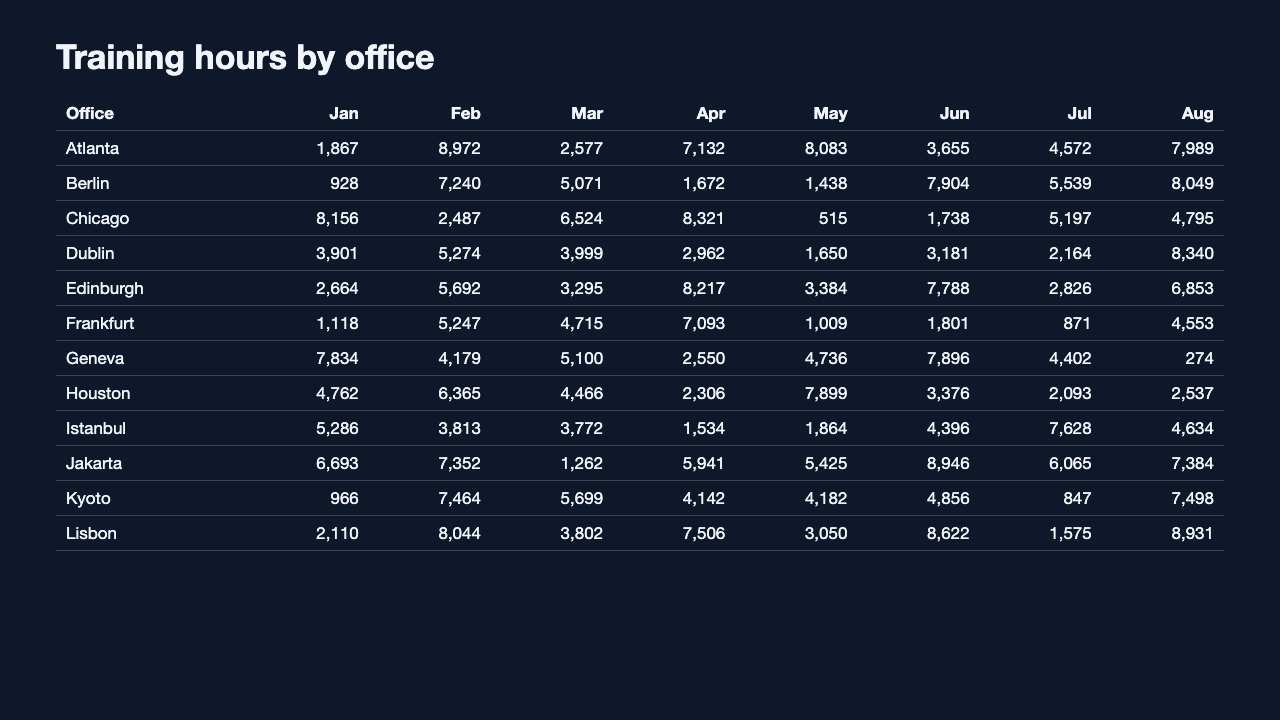 Training hours by office
Office Jan Feb Mar Apr May Jun Jul Aug
Atlanta 1,867 8,972 2,577 7,132 8,083 3,655 4,572 7,989
Berlin 928 7,240 5,071 1,672 1,438 7,904 5,539 8,049
Chicago 8,156 2,487 6,524 8,321 515 1,738 5,197 4,795
Dublin 3,901 5,274 3,999 2,962 1,650 3,181 2,164 8,340
Edinburgh 2,664 5,692 3,295 8,217 3,384 7,788 2,826 6,853
Frankfurt 1,118 5,247 4,715 7,093 1,009 1,801 871 4,553
Geneva 7,834 4,179 5,100 2,550 4,736 7,896 4,402 274
Houston 4,762 6,365 4,466 2,306 7,899 3,376 2,093 2,537
Istanbul 5,286 3,813 3,772 1,534 1,864 4,396 7,628 4,634
Jakarta 6,693 7,352 1,262 5,941 5,425 8,946 6,065 7,384
Kyoto 966 7,464 5,699 4,142 4,182 4,856 847 7,498
Lisbon 2,110 8,044 3,802 7,506 3,050 8,622 1,575 8,931